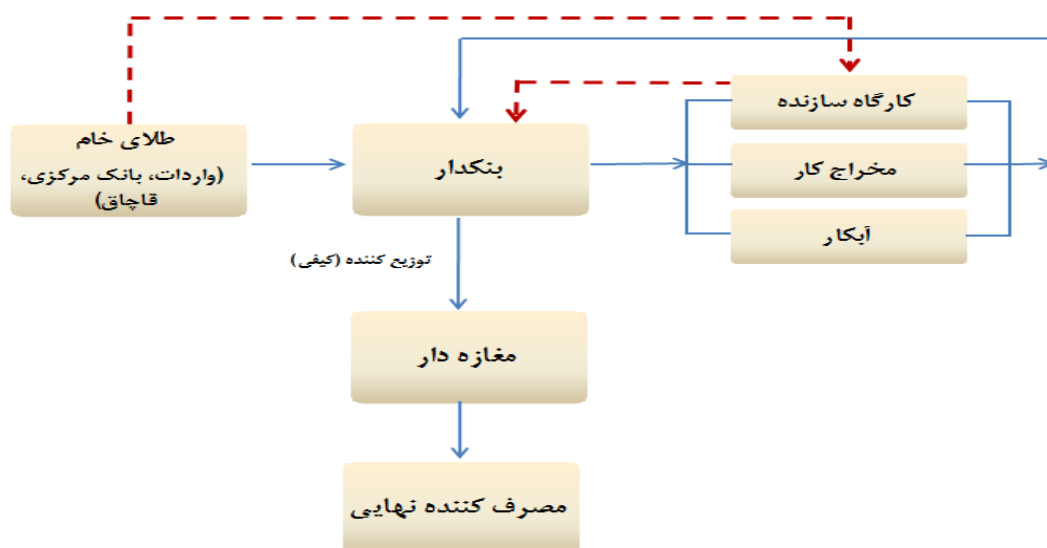 کارگاه سازنده
طلای خام
(واردات، بانک مرکزی،
قاچاق)
بنکدار
مخراج کار
آبکار
توزیع کننده (کیفی)
مغازه دار
مصرف کننده نهایی